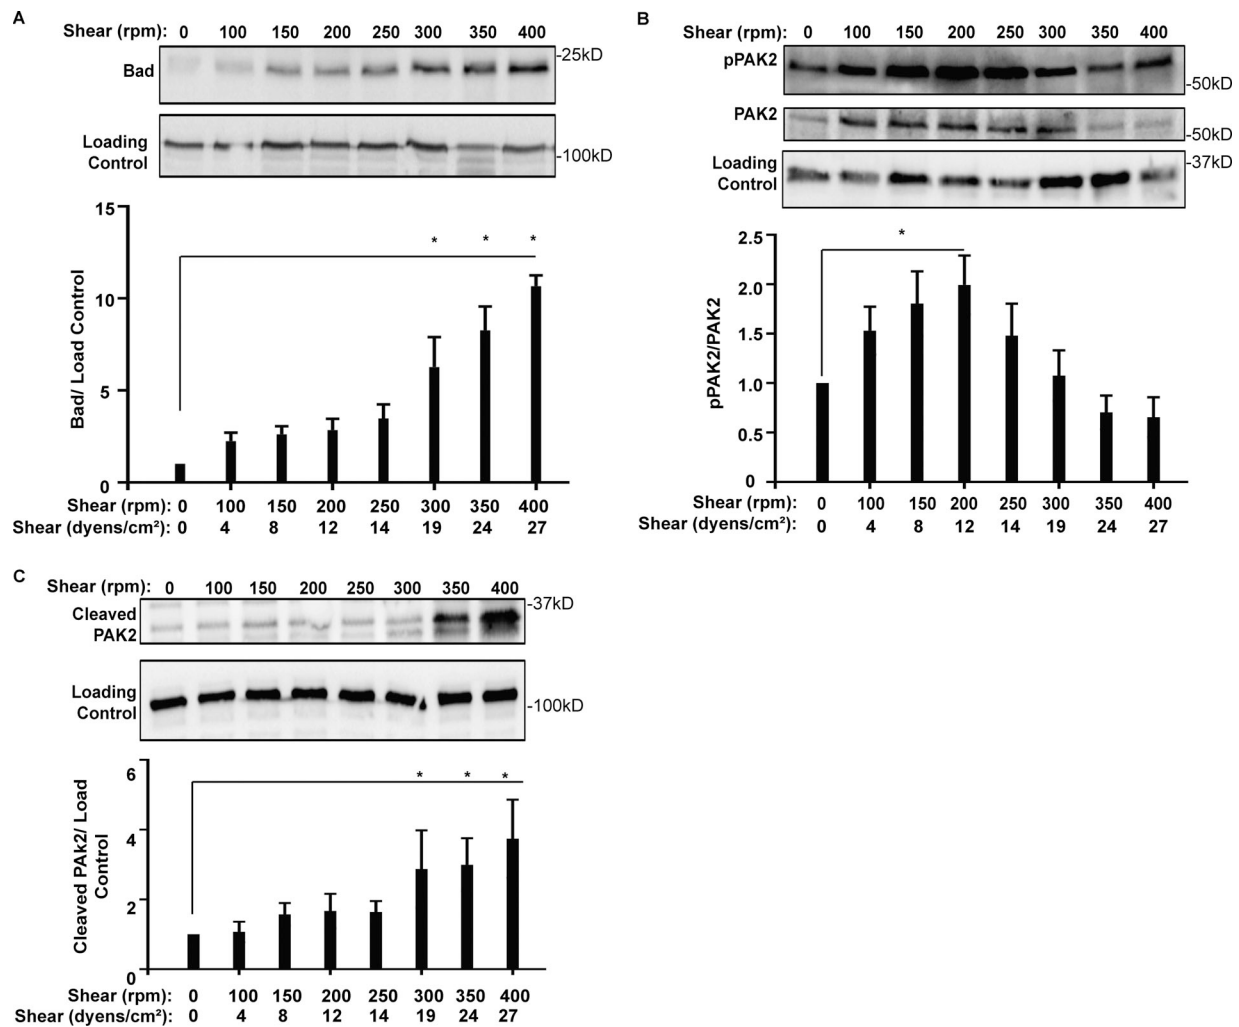 A
Shear (rpm): 0 100 150 200 250 300 350 400
Bad
-25kD
Loading
Control
-100kD
15
10
5
0
Bad/ Load Control
* * *
Shear (rpm): 0 100 150 200 250 300 350 400
Shear (dyens/cm²): 0 4 8 12 14 19 24 27
B
Shear (rpm): 0 100 150 200 250 300 350 400
pPAK2
-50kD
PAK2
-50kD
Loading
Control
-37kD
2.5
2.0
1.5
1.0
0.5
0
pPAK2/PAK2
*
Shear (rpm): 0 100 150 200 250 300 350 400
Shear (dyens/cm²): 0 4 8 12 14 19 24 27
C
Shear (rpm): 0 100 150 200 250 300 350 400
Cleaved
PAK2
-37kD
Loading
Control
-100kD
6
4
2
0
Cleaved PAk2/ Load
Control
* * *
Shear (rpm): 0 100 150 200 250 300 350 400
Shear (dyens/cm²): 0 4 8 12 14 19 24 27